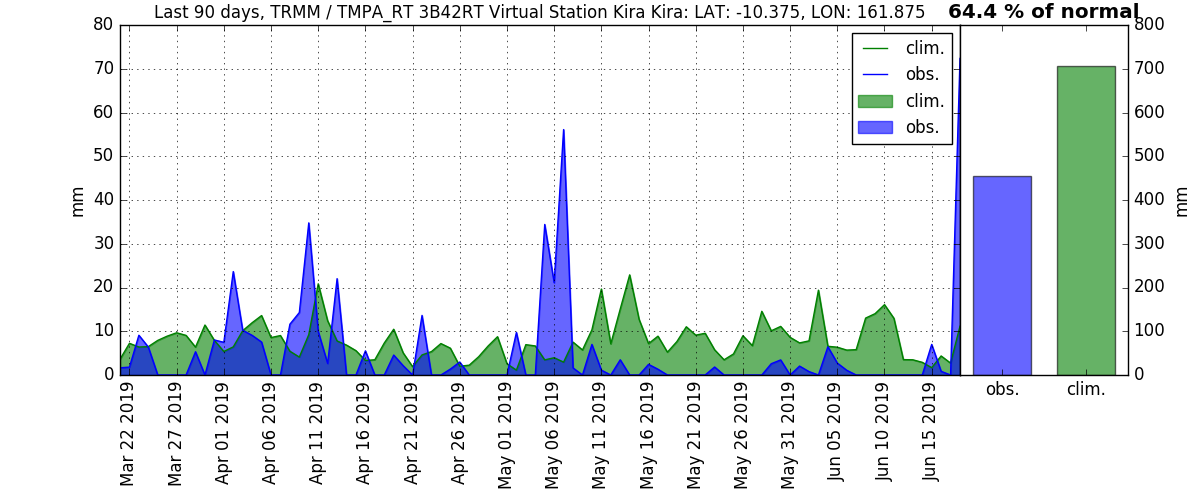 Last 90 days, TRMM / TMPA_RT 3B42RT Virtual Station Kira Kira: LAT: -10.375, LON: 161.875
64.4 % of normal
80
70
60
50
40
30
20
10
0
mm
clim.
obs.
clim.
obs.
800
700
600
500
400
300
200
100
0
mm
Mar 22 2019
Mar 27 2019
Apr 01 2019
Apr 06 2019
Apr 11 2019
Apr 16 2019
Apr 21 2019
Apr 26 2019
May 01 2019
May 06 2019
May 11 2019
May 16 2019
May 21 2019
May 26 2019
May 31 2019
Jun 05 2019
Jun 10 2019
Jun 15 2019
obs.
clim.